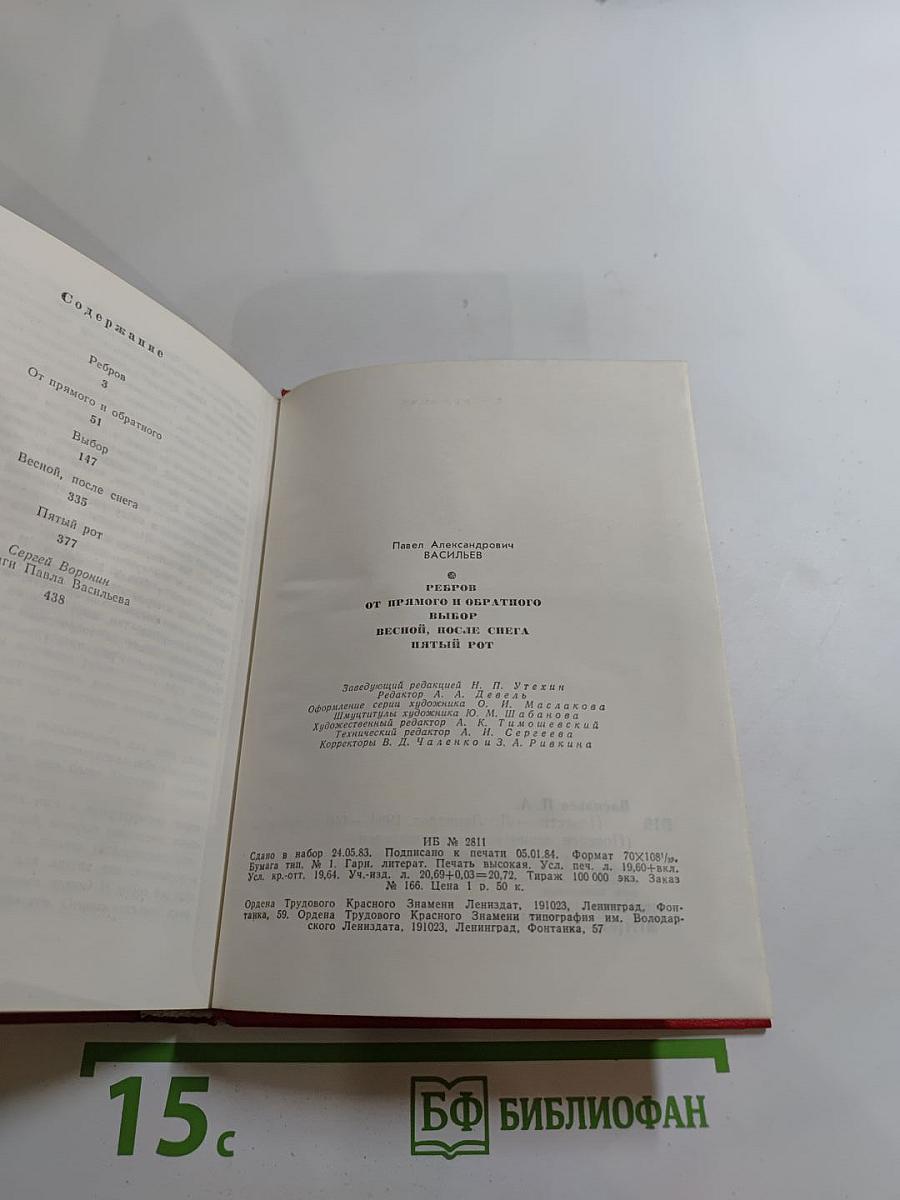 Содержание
Ребров
3
От прямого и обратного
51
Выбор
147
Весной, после снега
335
Пятый рот
377
Сергей Воронин
Павла Васильева
438
Павел Александрович
ВАСИЛЬЕВ
РЕБРОВ
ОТ ПРЯМОГО И ОБРАТНОГО
ВЫБОР
ВЕСНОЙ, ПОСЛЕ СНЕГА
ПЯТЫЙ РОТ
Заведующий редакцией Н. П. Утехин
Редактор А. А. Девель
Оформление серии художника О. И. Маслакова
Шмуцтитулы художника Ю. М. Шабанова
Художественный редактор А. К. Тимошевский
Технический редактор А. И. Сергеева
Корректоры В. Д. Чаленко и З. А. Ривкина
ИБ № 2811
Сдано в набор 24.05.83. Подписано к печати 05.01.84. Формат 70×108¹/₃₂.
Бумага тип. № 1. Гарн. литерат. Печать высокая. Усл. печ. л. 19,60+вкл.
Усл. кр.-отт. 19,64. Уч.-изд. л. 20,69+0,03=20,72. Тираж 100 000 экз. Заказ
№ 166. Цена 1 р. 50 к.
Ордена Трудового Красного Знамени Лениздат, 191023, Ленинград, Фон-
танка, 59. Ордена Трудового Красного Знамени типография им. Володар-
ского Лениздата, 191023, Ленинград, Фонтанка, 57
15 с
БФ БИБЛИОФАН